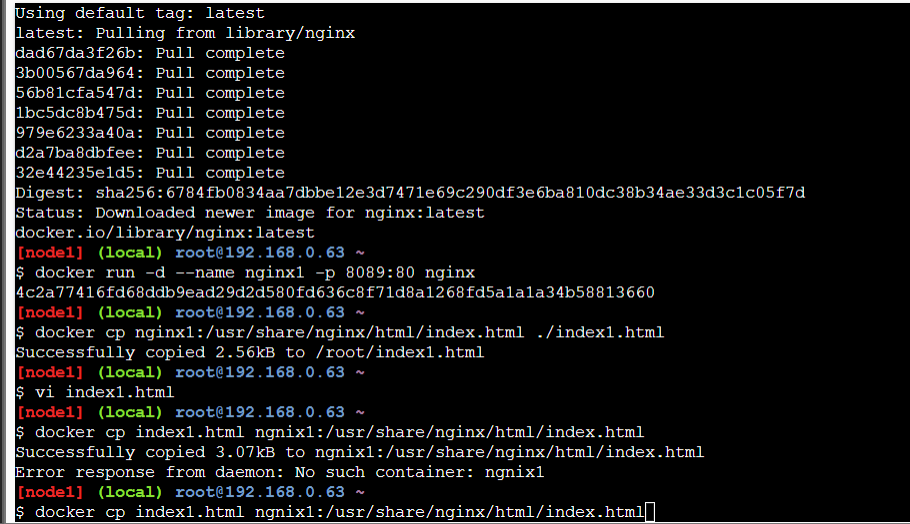 Using default tag: latest
latest: Pulling from library/nginx
dad67da3f26b: Pull complete
3b00567da964: Pull complete
56b81cfa547d: Pull complete
1bc5dc8b475d: Pull complete
979e6233a40a: Pull complete
d2a7ba8dbfee: Pull complete
32e44235e1d5: Pull complete
Digest: sha256:6784fb0834aa7dbbe12e3d7471e69c290df3e6ba810dc38b34ae33d3c1c05f7d
Status: Downloaded newer image for nginx:latest
docker.io/library/nginx:latest
[node1] (local) root@192.168.0.63 ~
$ docker run -d --name nginx1 -p 8089:80 nginx
4c2a77416fd68ddb9ead29d2d580fd636c8f71d8a1268fd5a1a1a34b58813660
[node1] (local) root@192.168.0.63 ~
$ docker cp nginx1:/usr/share/nginx/html/index.html ./index1.html
Successfully copied 2.56kB to /root/index1.html
[node1] (local) root@192.168.0.63 ~
$ vi index1.html
[node1] (local) root@192.168.0.63 ~
$ docker cp index1.html ngnix1:/usr/share/nginx/html/index.html
Successfully copied 3.07kB to ngnix1:/usr/share/nginx/html/index.html
Error response from daemon: No such container: ngnix1
[node1] (local) root@192.168.0.63 ~
$ docker cp index1.html ngnix1:/usr/share/nginx/html/index.html